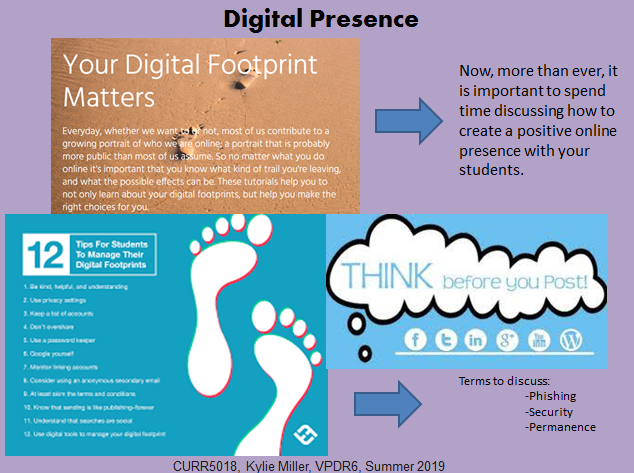 Digital Presence
Your Digital Footprint
Matters
Everyday, whether we want to or not, most of us contribute to a
growing portrait of who we are online; a portrait that is probably
more public than most of us assume. So no matter what you do
online it's important that you know what kind of trail you're leaving,
and what the possible effects can be. These tutorials help you to
not only learn about your digital footprints, but help you make the
right choices for you.
Now, more than ever, it
is important to spend
time discussing how to
create a positive online
presence with your
students.
12
Tips For Students
To Manage Their
Digital Footprints
1. Be kind, helpful, and understanding
2. Use privacy settings
3. Keep a list of accounts
4. Don't overshare
5. Use a password keeper
6. Google yourself
7. Monitor linking accounts
8. Consider using an anonymous secondary email
9. At least skim the terms and conditions
10. Know that sending is like publishing-forever
11. Understand that searches are social
12. Use digital tools to manage your digital footprint
THINK before you Post!
f t in g+ You Tube W
Terms to discuss:
-Phishing
-Security
-Permanence
CURR5018, Kylie Miller, VPDR6, Summer 2019